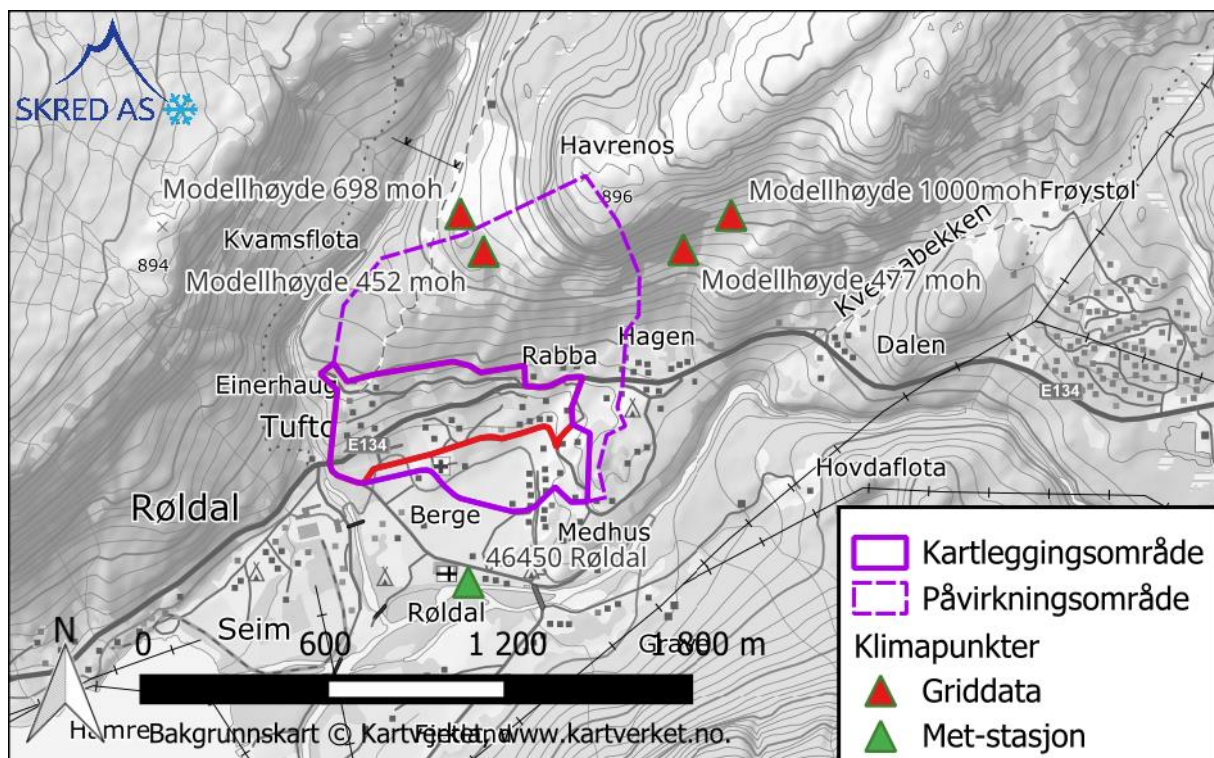 SKRED AS
Havrenos
Modellhøyde 698 moh
896
Modellhøyde 1000moh
Frøystøl
Kvamsflota
894
Modellhøyde 452 moh
Modellhøyde 477 moh
Hagen
Rabba
Dalen
Einerhaug
E134
Tufto
E134
Hovdaflota
Røldal
Berge
Medhus
46450 Røldal
Røldal
Seim
N
0 600 1 200 1 800 m
Bakgrunnskart © Kartverket, www.kartverket.no.
Kartleggingsområde
Påvirkningsområde
Klimapunkter
Griddata
Met-stasjon